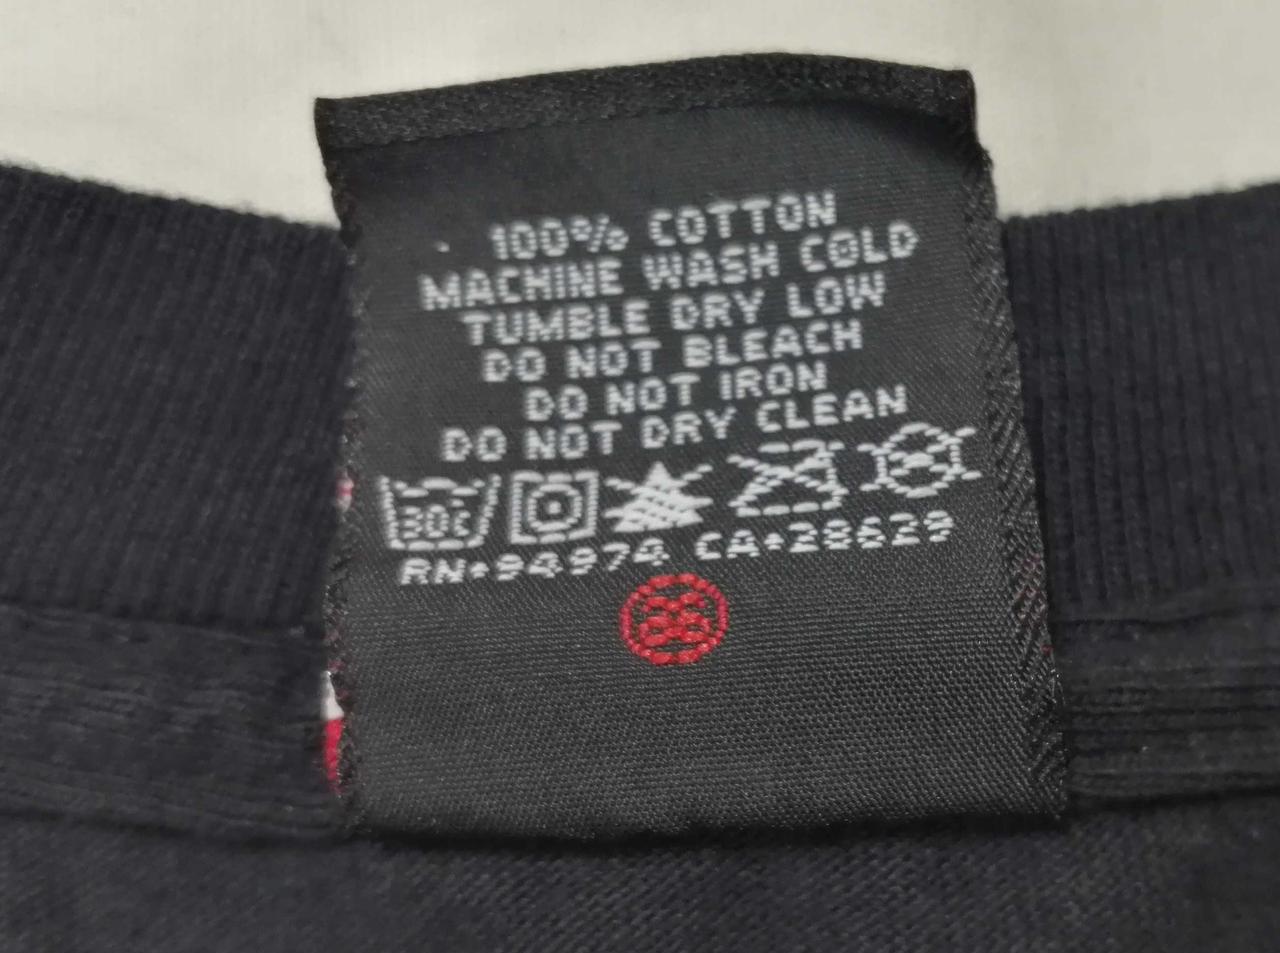 100% COTTON
MACHINE WASH COLD
TUMBLE DRY LOW
DO NOT BLEACH
DO NOT IRON
DO NOT DRY CLEAN
30c
RN*94974 CA*28629